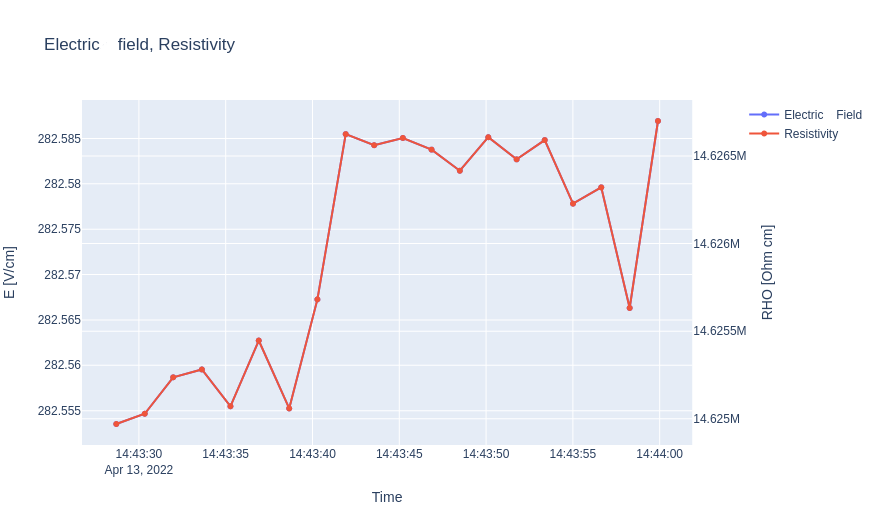 Electric field, Resistivity
Electric Field
Resistivity
282.585
282.58
282.575
282.57
282.565
282.56
282.555
E [V/cm]
14.6265M
14.626M
14.6255M
14.625M
RHO [Ohm cm]
14:43:30 14:43:35 14:43:40 14:43:45 14:43:50 14:43:55 14:44:00
Apr 13, 2022
Time